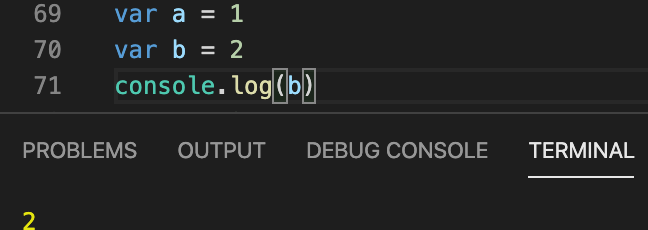 69 var a = 1
70 var b = 2
71 console.log(b)
PROBLEMS OUTPUT DEBUG CONSOLE TERMINAL
2